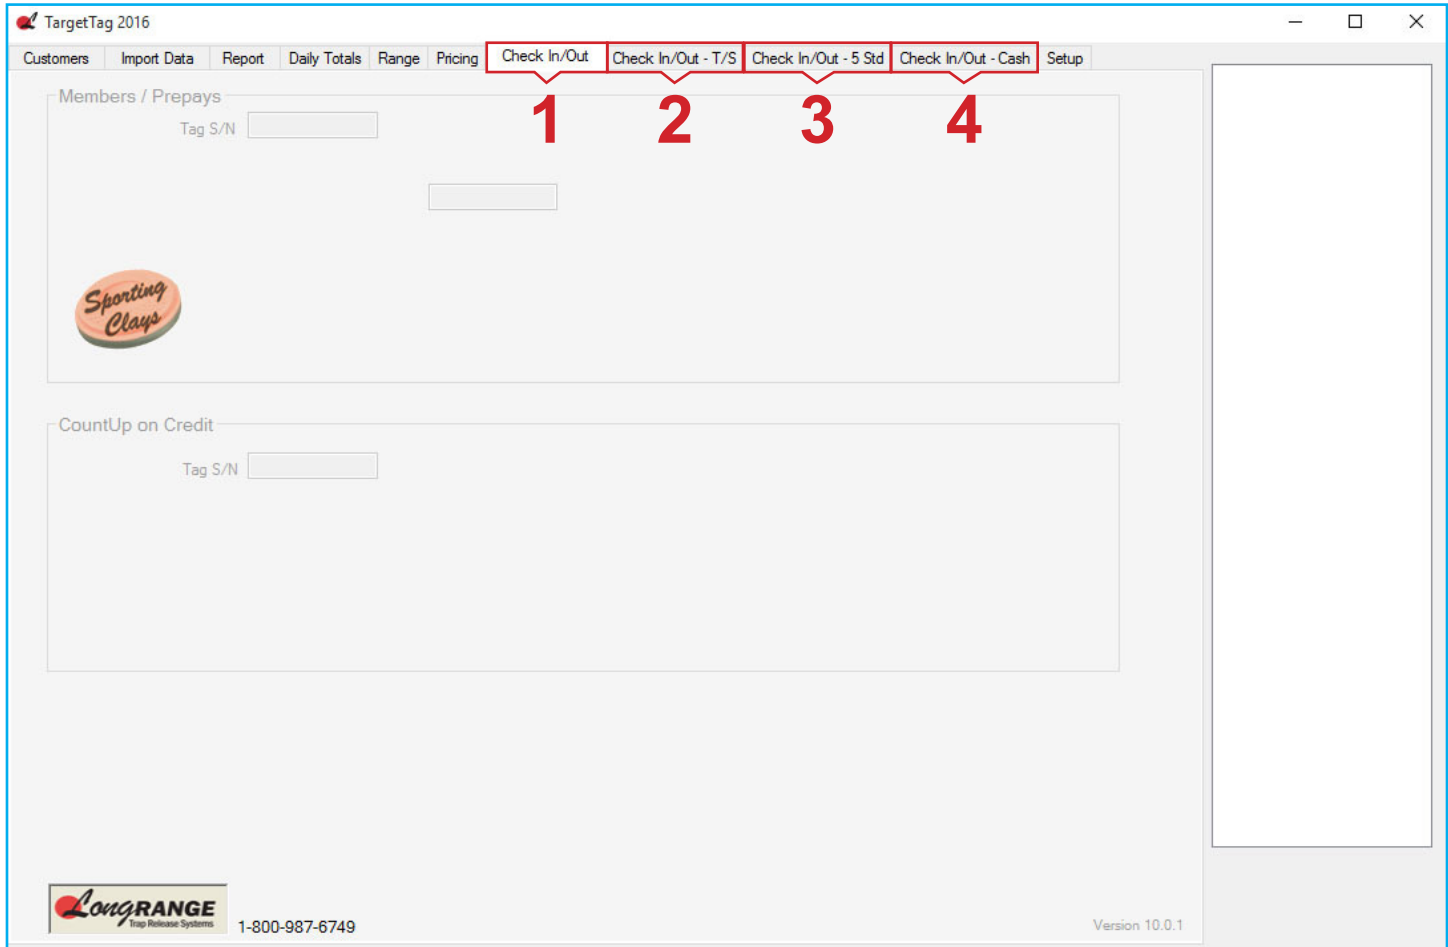 TargetTag 2016
Customers Import Data Report Daily Totals Range Pricing Check In/Out Check In/Out - T/S Check In/Out - 5 Std Check In/Out - Cash Setup
1 2 3 4
Members / Prepays
Tag S/N
Sporting
Clays
CountUp on Credit
Tag S/N
LongRANGE
Trap Release Systems
1-800-987-6749
Version 10.0.1